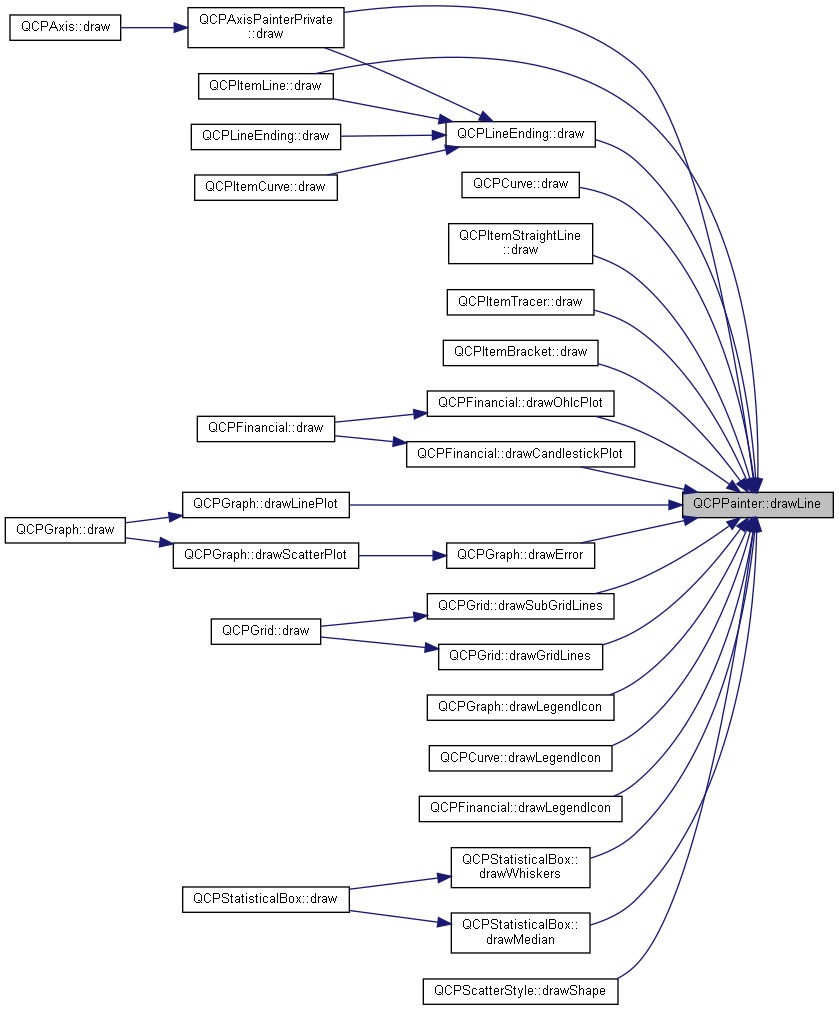 QCPAxis::draw
QCPAxisPainterPrivate
::draw
QCPItemLine::draw
QCPLineEnding::draw
QCPLineEnding::draw
QCPItemCurve::draw
QCPCurve::draw
QCPItemStraightLine
::draw
QCPItemTracer::draw
QCPItemBracket::draw
QCPFinancial::drawOhlcPlot
QCPFinancial::draw
QCPFinancial::drawCandlestickPlot
QCPGraph::drawLinePlot
QCPPainter::drawLine
QCPGraph::draw
QCPGraph::drawScatterPlot
QCPGraph::drawError
QCPGrid::drawSubGridLines
QCPGrid::draw
QCPGrid::drawGridLines
QCPGraph::drawLegendIcon
QCPCurve::drawLegendIcon
QCPFinancial::drawLegendIcon
QCPStatisticalBox::
drawWhiskers
QCPStatisticalBox::draw
QCPStatisticalBox::
drawMedian
QCPScatterStyle::drawShape